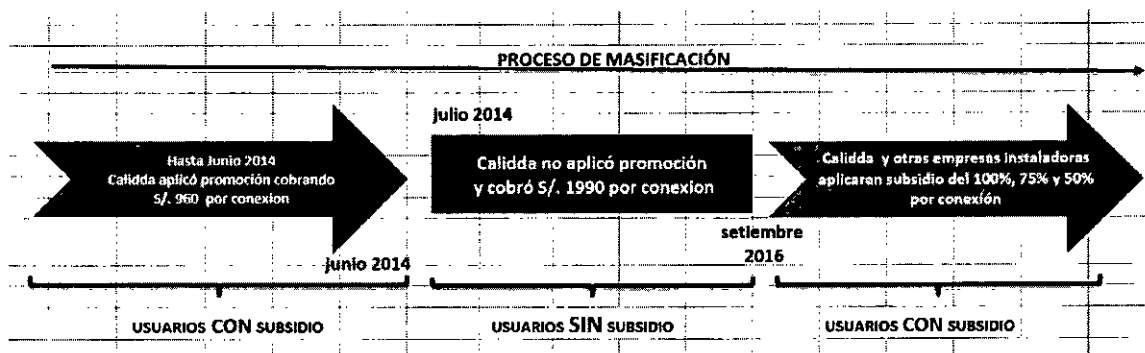 PROCESO DE MASIFICACIÓN
Hasta Junio 2014
Calidda aplicó promoción cobrando
S/. 960 por conexion
junio 2014
USUARIOS CON SUBSIDIO
julio 2014
Calidda no aplicó promoción
y cobró S/. 1990 por conexion
setiembre
2016
USUARIOS SIN SUBSIDIO
Calidda y otras empresas instaladoras
aplicaran subsidio del 100%, 75% y 50%
por conexión
USUARIOS CON SUBSIDIO